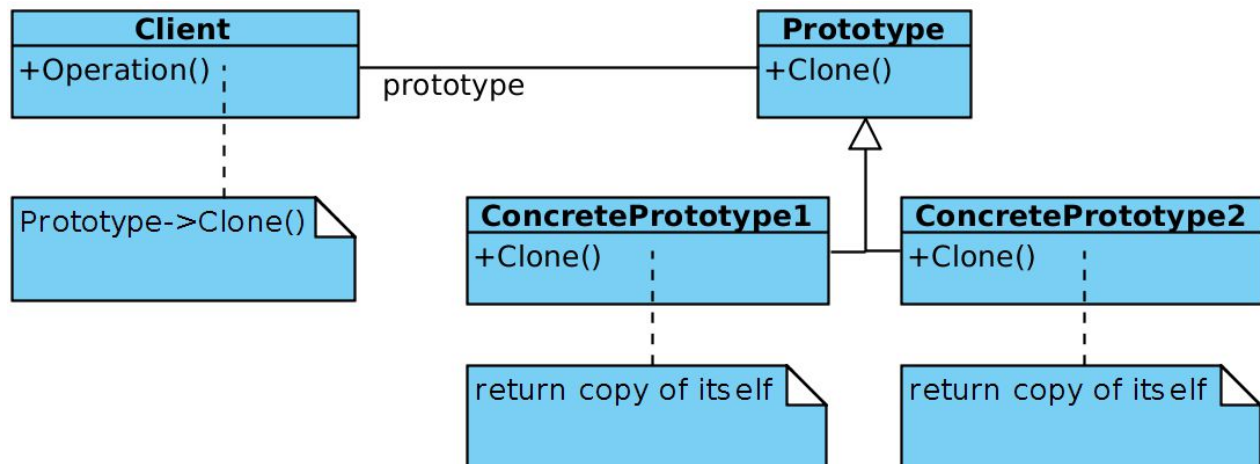 Client
+Operation()
prototype
Prototype
+Clone()
Prototype->Clone()
ConcretePrototype1
+Clone()
ConcretePrototype2
+Clone()
return copy of itself
return copy of itself